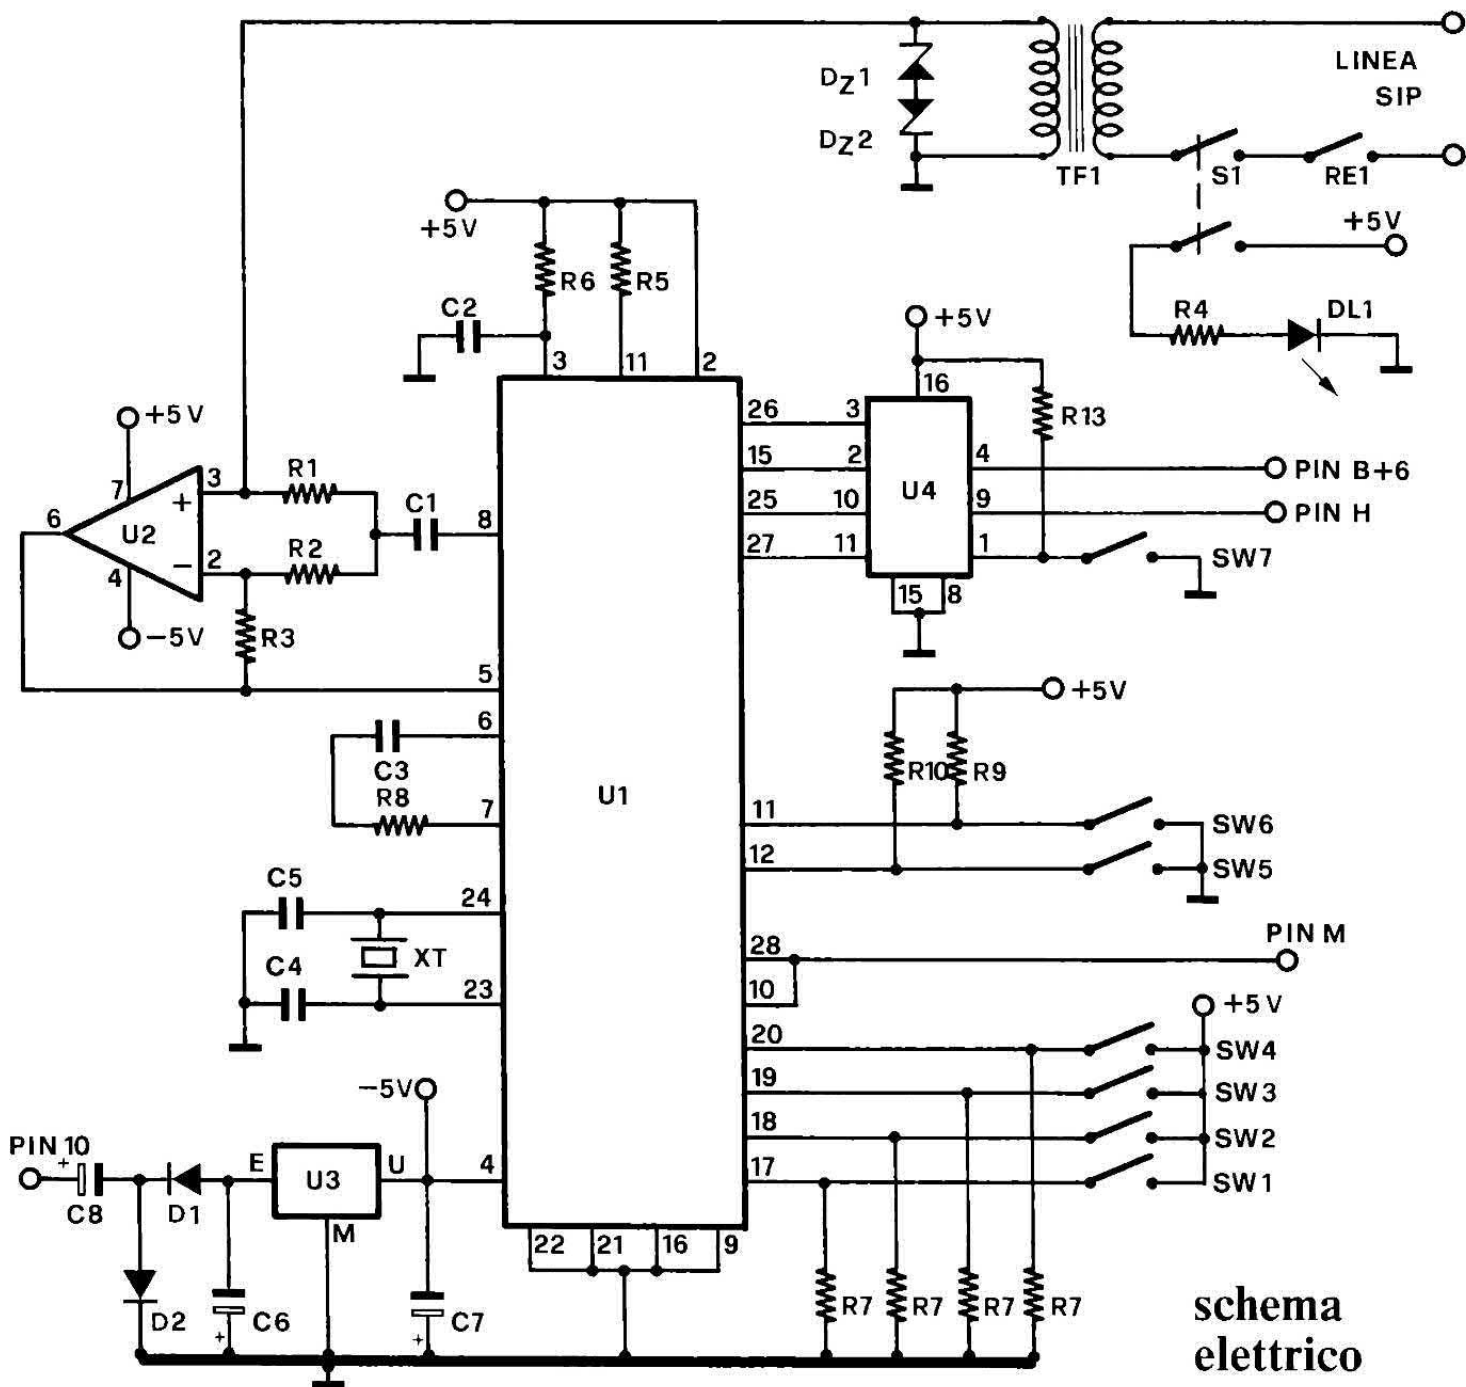 DZ1
DZ2
TF1
LINEA
SIP
S1
RE1
+5V
R4
DL1
+5V
R6
R5
C2
3
11
2
+5V
16
R13
26
3
15
2
25
10
27
11
U4
4
PIN B+6
9
PIN H
1
SW7
15
8
+5V
7
3
+
6
U2
2
−
4
−5V
R1
R2
C1
8
R3
5
6
C3
R8
7
U1
+5V
R10
R9
11
SW6
12
SW5
C5
24
XT
C4
23
28
PIN M
10
+5V
20
SW4
19
SW3
18
SW2
17
SW1
−5V
PIN 10
+
C8
D1
E
U3
U
M
4
22
21
16
9
D2
+
C6
+
C7
R7
R7
R7
R7
schema
elettrico